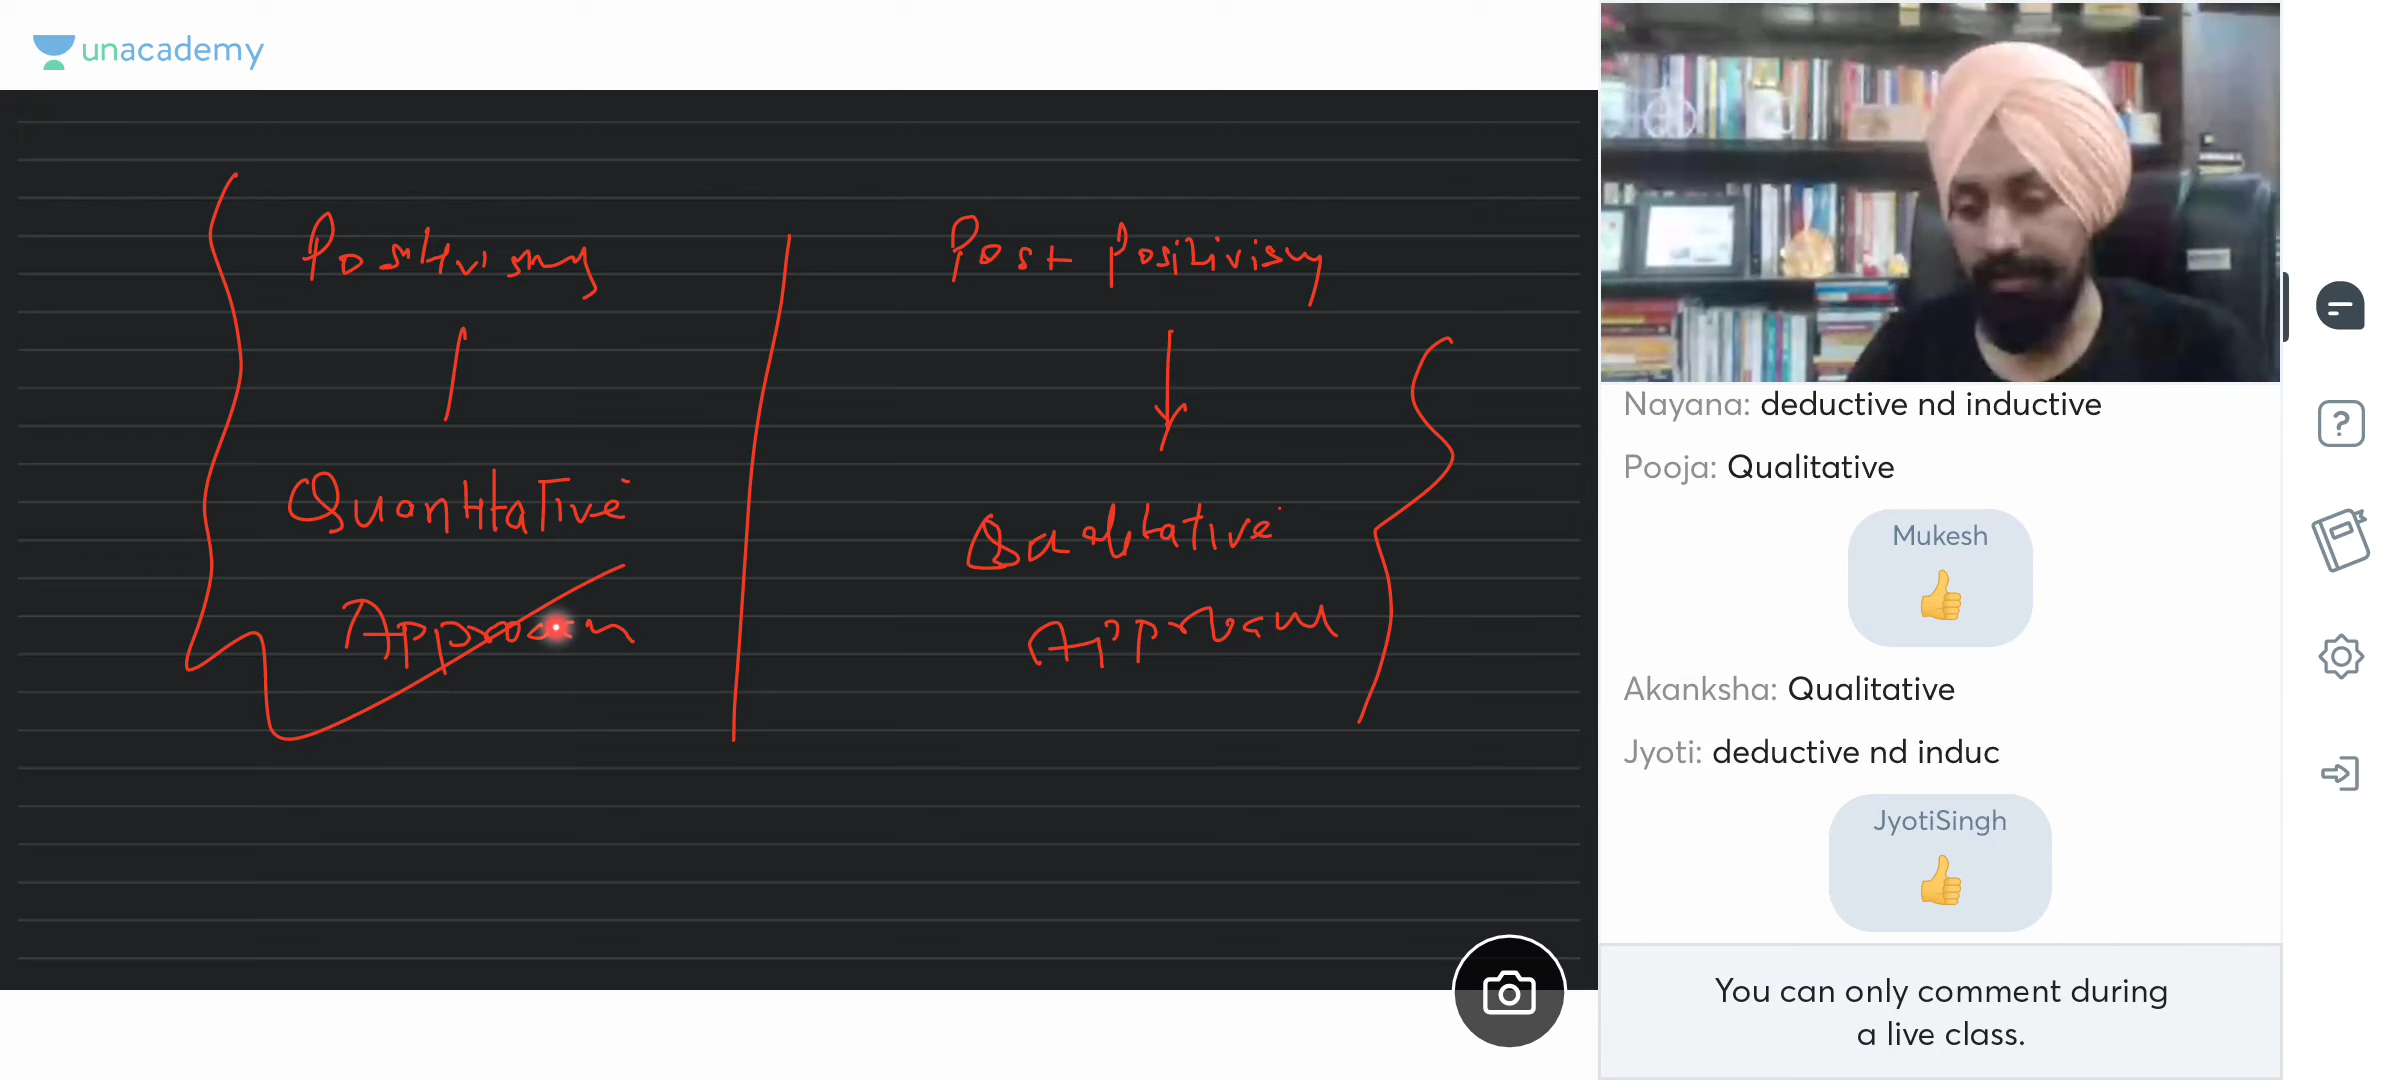 unacademy
Positivism
Post Positivism
Quantitative
Qualitative
Approach
Approach
Nayana: deductive nd inductive
Pooja: Qualitative
Mukesh
👍
Akanksha: Qualitative
Jyoti: deductive nd induc
JyotiSingh
👍
You can only comment during
a live class.